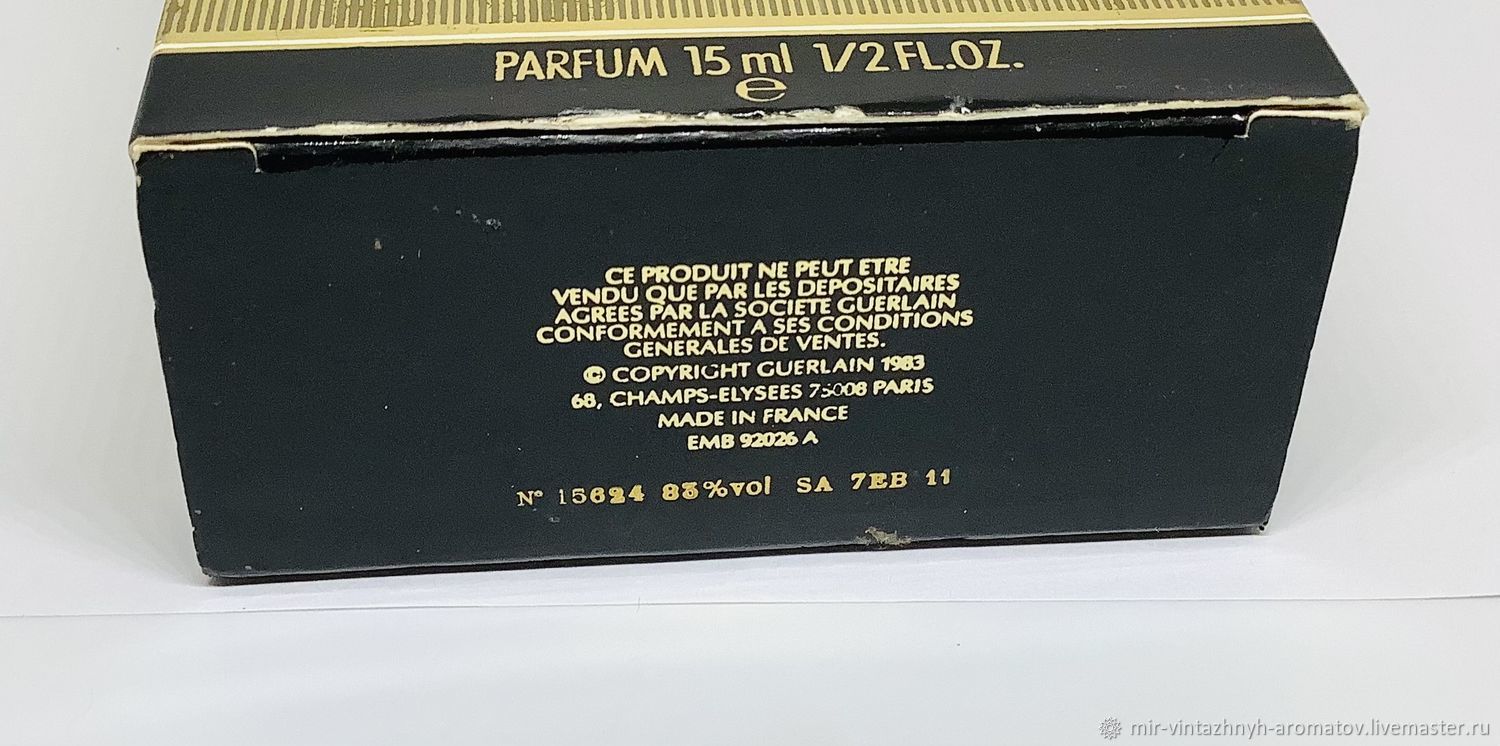 PARFUM 15 ml 1/2 FL.OZ.
e
CE PRODUIT NE PEUT ETRE
VENDU QUE PAR LES DEPOSITAIRES
AGREES PAR LA SOCIETE GUERLAIN
CONFORMEMENT A SES CONDITIONS
GENERALES DE VENTES.
© COPYRIGHT GUERLAIN 1983
68, CHAMPS-ELYSEES 75008 PARIS
MADE IN FRANCE
EMB 92026 A
N° 15624 83%vol SA 7EB 11
mir-vintazhnyh-aromatov.livemaster.ru